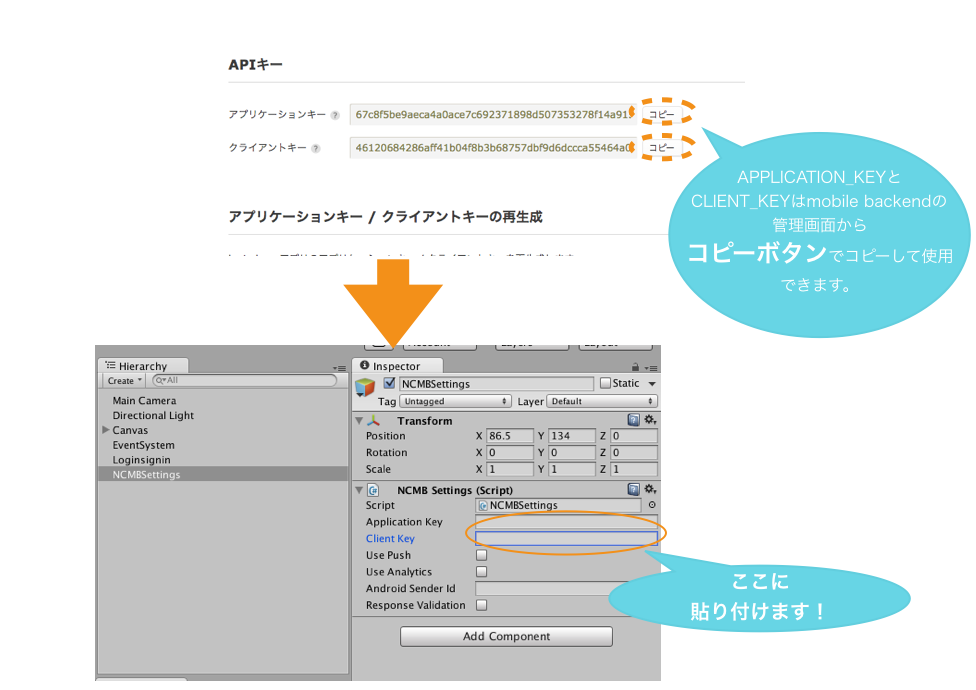 APIキー
アプリケーションキー ? 67c8f5be9aeca4a0ace7c692371898d507353278f14a91 コピー
クライアントキー ? 46120684286aff41b04f8b3b68757dbf9d6dccca55464a0 コピー
アプリケーションキー / クライアントキーの再生成
APPLICATION_KEYと
CLIENT_KEYはmobile backendの
管理画面から
コピーボタンでコピーして使用
できます。
Hierarchy
Create All
Main Camera
Directional Light
Canvas
EventSystem
Loginsignin
NCMBSettings
Inspector
NCMBSettings Static
Tag Untagged Layer Default
Transform
Position X 86.5 Y 134 Z 0
Rotation X 0 Y 0 Z 0
Scale X 1 Y 1 Z 1
NCMB Settings (Script)
Script NCMBSettings
Application Key
Client Key
Use Push
Use Analytics
Android Sender Id
Response Validation
Add Component
ここに
貼り付けます！